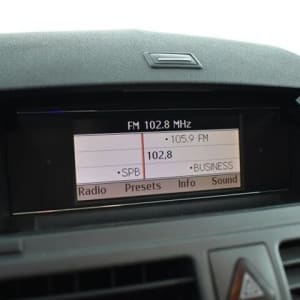 FM 102.8 MHz
•105.9 FM
102,8
•SPB •BUSINESS
Radio Presets Info Sound